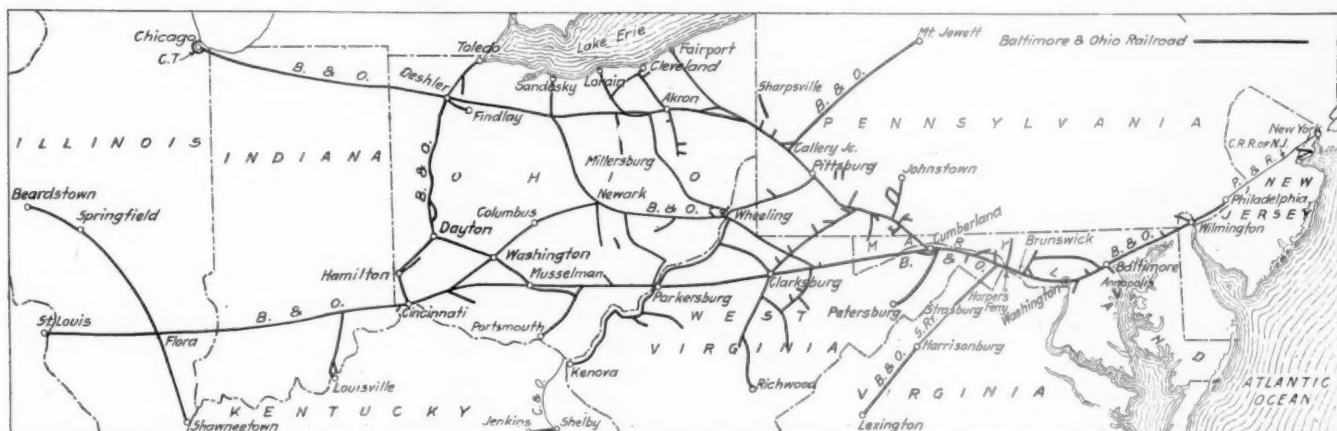 Baltimore & Ohio Railroad
Chicago
C.T.
B. & O.
Toledo
Lake Erie
Fairport
Cleveland
Mt. Jewett
Deshler
Sandusky
Lorain
Akron
Sharpsville
B. & O.
Findlay
PENNSYLVANIA
New York
C.R.R. OF N.J.
ILLINOIS
INDIANA
Millersburg
Callery Jc.
Pittsburg
Johnstown
P. & R.
NEW
JERSEY
Beardstown
Springfield
B. & O.
OHIO
Columbus
Newark
B. & O.
Wheeling
Philadelphia
Wilmington
Dayton
Washington
Cumberland
MARYLAND
Brunswick
B. & O.
Hamilton
Musselman
Clarksburg
B. & O.
Baltimore
Annapolis
Cincinnati
Parkersburg
Petersburg
Strasburg
Harpers
Ferry
Washington
St. Louis
B. & O.
Flora
Portsmouth
WEST
VIRGINIA
S. Ry.
Harrisonburg
Louisville
Kenova
Richwood
B. & O.
VIRGINIA
ATLANTIC
OCEAN
Shawneetown
KENTUCKY
C. & O.
Jenkins
Shelby
Lexington